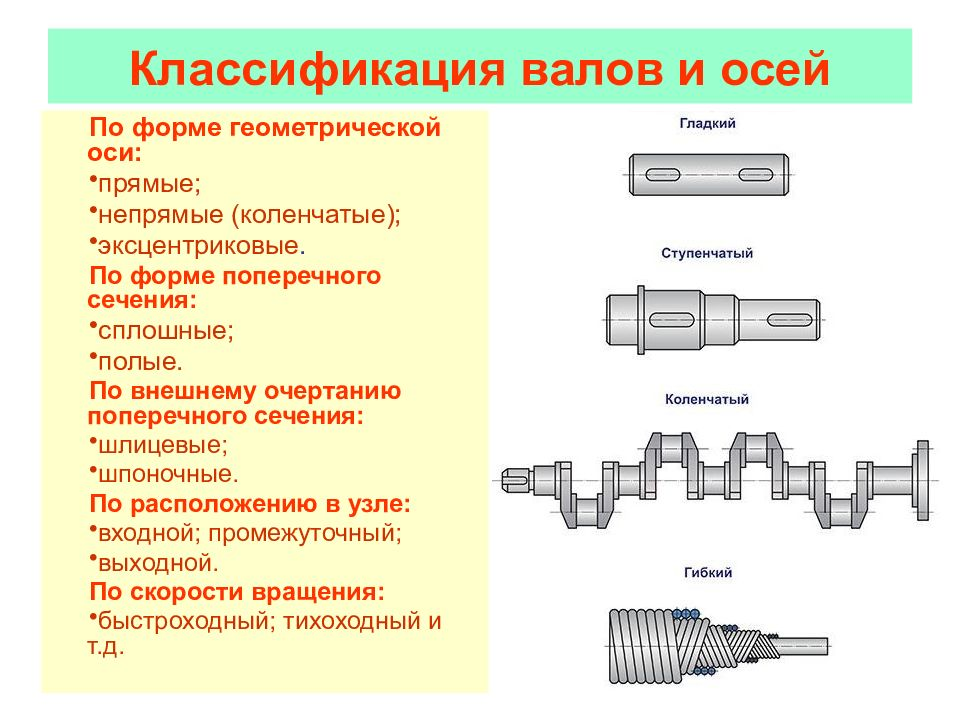 Классификация валов и осей
По форме геометрической
оси:
•прямые;
•непрямые (коленчатые);
•эксцентриковые.
По форме поперечного
сечения:
•сплошные;
•полые.
По внешнему очертанию
поперечного сечения:
•шлицевые;
•шпоночные.
По расположению в узле:
•входной; промежуточный;
•выходной.
По скорости вращения:
•быстроходный; тихоходный и
т.д.
Гладкий
Ступенчатый
Коленчатый
Гибкий